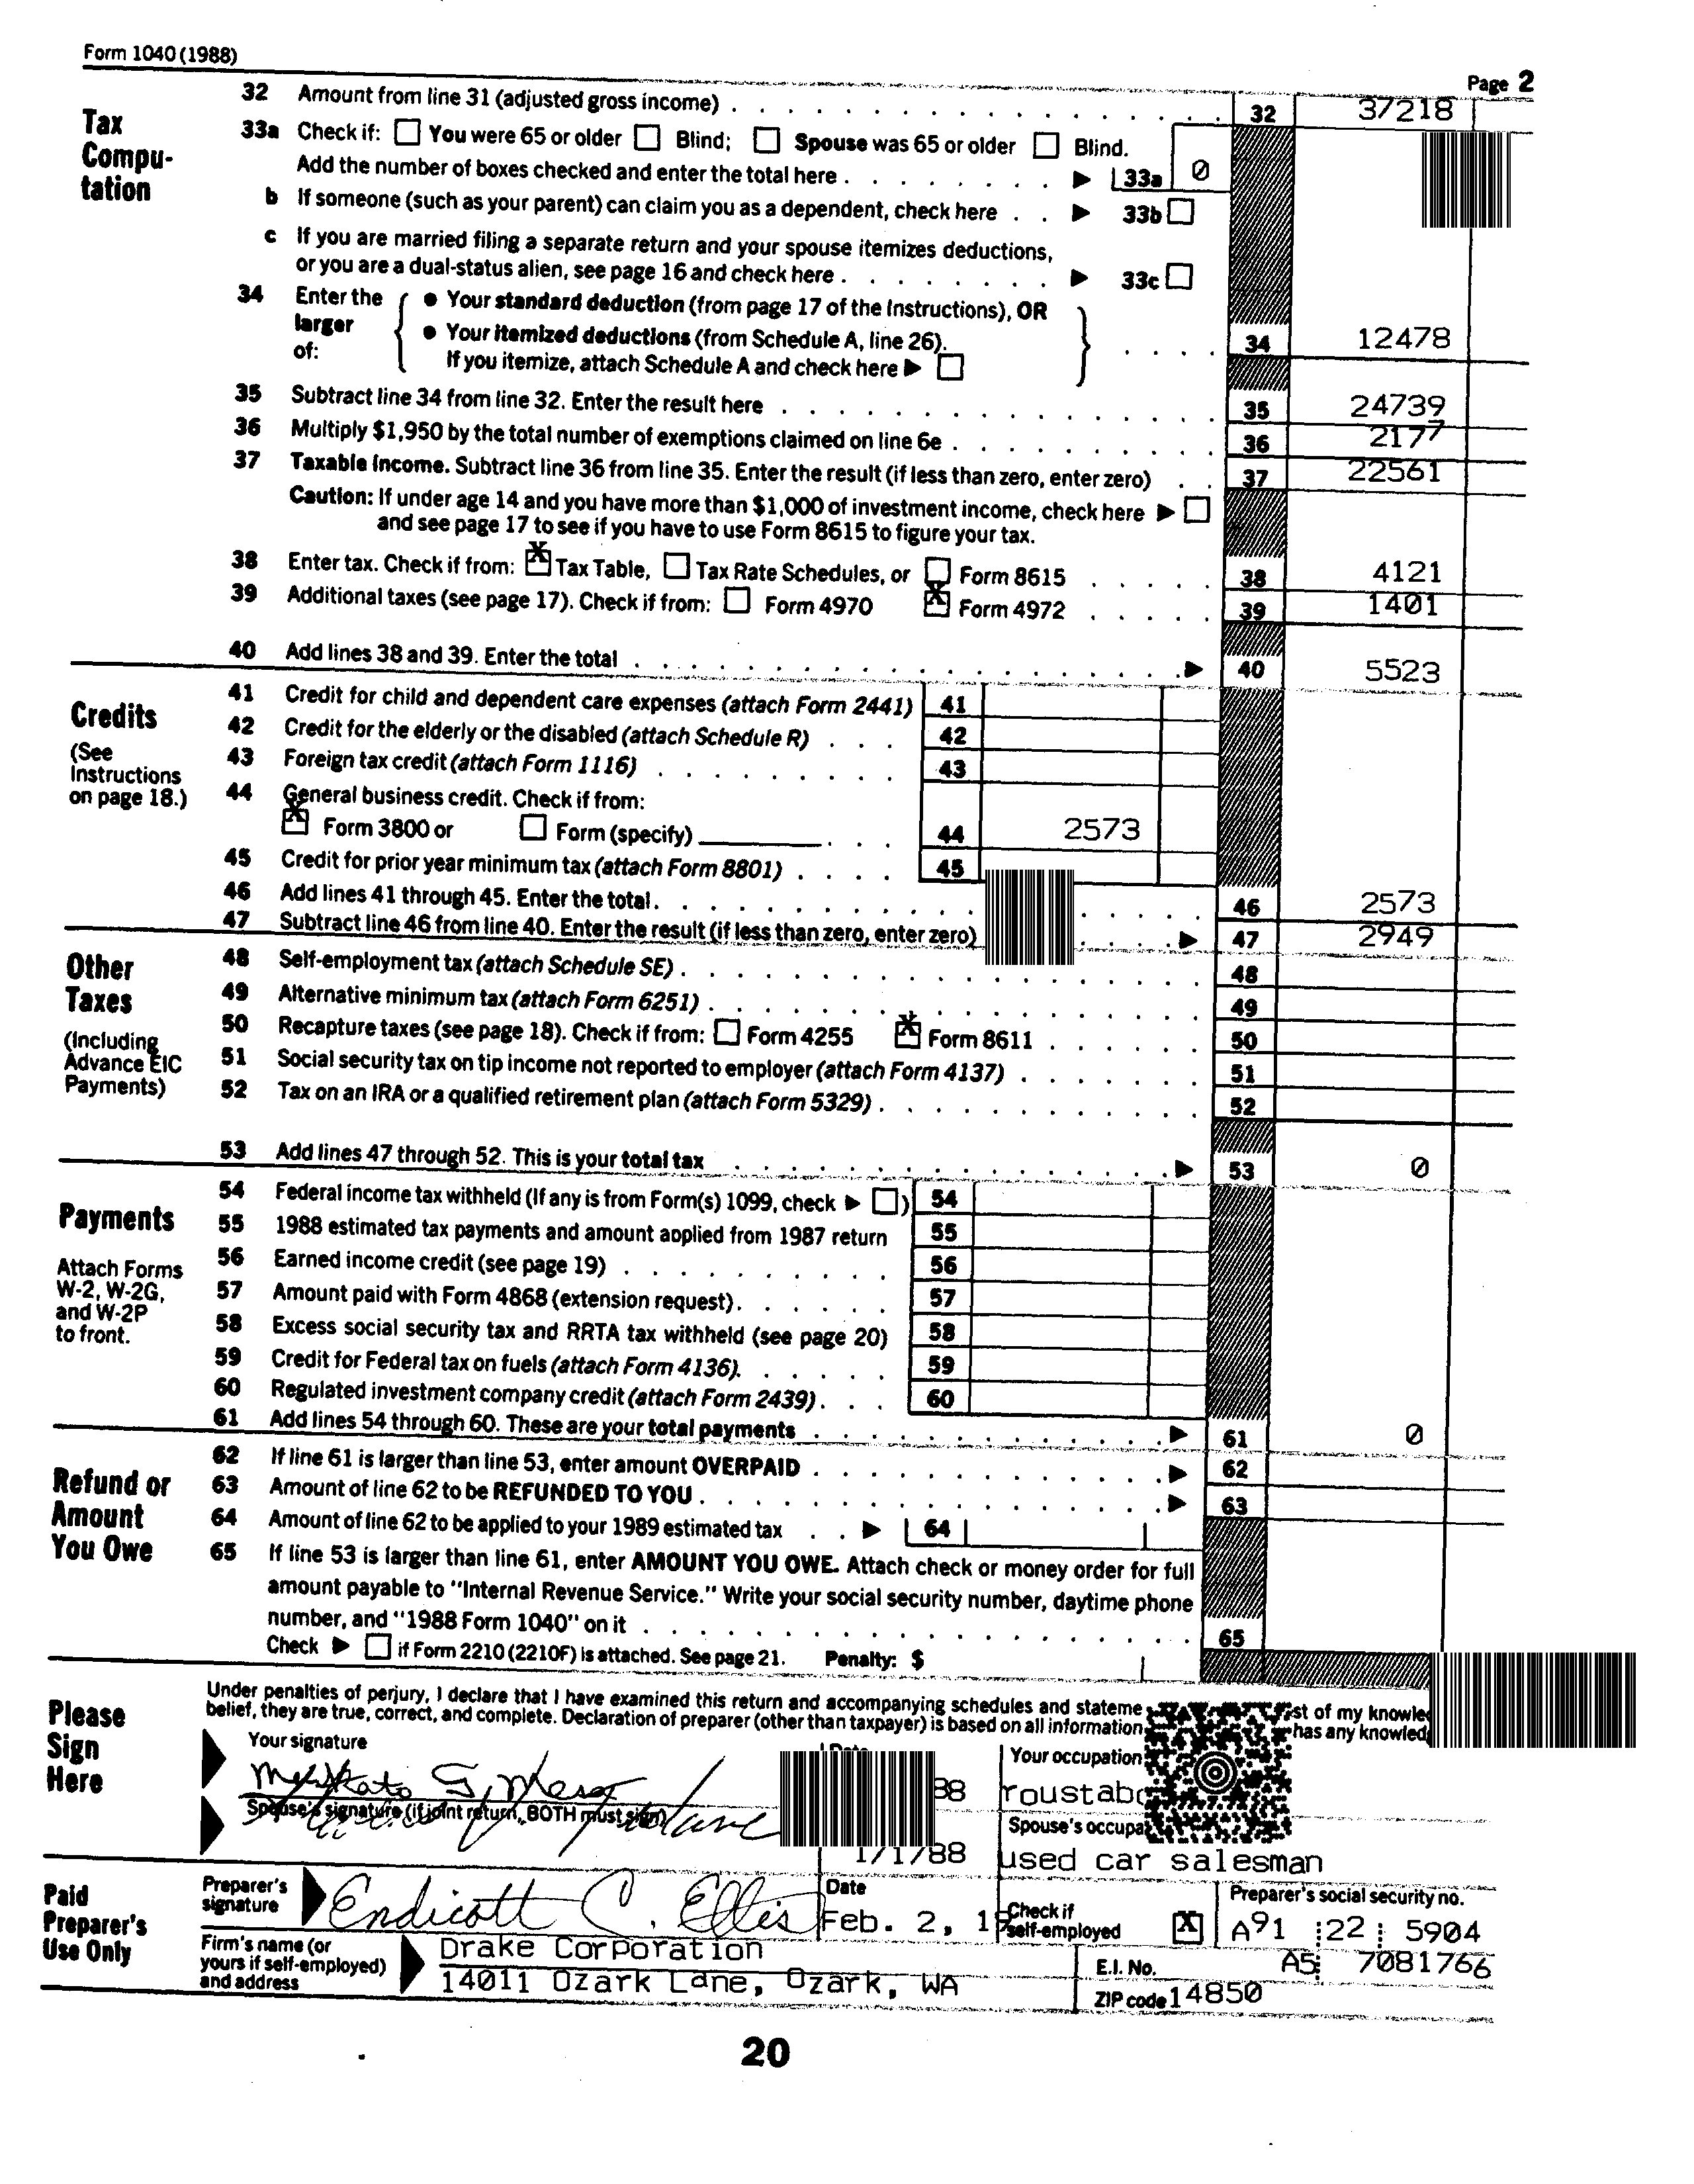 Form 1040 (1988)
Page 2
Tax Compu-tation
32 Amount from line 31 (adjusted gross income) . . . 32 37218
33a Check if: You were 65 or older Blind; Spouse was 65 or older Blind.
Add the number of boxes checked and enter the total here . . . 33a 0
b If someone (such as your parent) can claim you as a dependent, check here . . 33b
c If you are married filing a separate return and your spouse itemizes deductions,
or you are a dual-status alien, see page 16 and check here . . . 33c
34 Enter the larger of:
• Your standard deduction (from page 17 of the Instructions), OR
• Your itemized deductions (from Schedule A, line 26).
If you itemize, attach Schedule A and check here
34 12478
35 Subtract line 34 from line 32. Enter the result here . . . 35 24739
36 Multiply $1,950 by the total number of exemptions claimed on line 6e . . . 36 2177
37 Taxable income. Subtract line 36 from line 35. Enter the result (if less than zero, enter zero) . . 37 22561
Caution: If under age 14 and you have more than $1,000 of investment income, check here
and see page 17 to see if you have to use Form 8615 to figure your tax.
38 Enter tax. Check if from: X Tax Table, Tax Rate Schedules, or Form 8615 . . . 38 4121
39 Additional taxes (see page 17). Check if from: Form 4970 X Form 4972 . . . 39 1401
40 Add lines 38 and 39. Enter the total . . . 40 5523
Credits
(See Instructions on page 18.)
41 Credit for child and dependent care expenses (attach Form 2441) 41
42 Credit for the elderly or the disabled (attach Schedule R) . . . 42
43 Foreign tax credit (attach Form 1116) . . . 43
44 General business credit. Check if from:
X Form 3800 or Form (specify) . . . 44 2573
45 Credit for prior year minimum tax (attach Form 8801) . . . 45
46 Add lines 41 through 45. Enter the total . . . 46 2573
47 Subtract line 46 from line 40. Enter the result (if less than zero, enter zero) . . . 47 2949
Other Taxes
(Including Advance EIC Payments)
48 Self-employment tax (attach Schedule SE) . . . 48
49 Alternative minimum tax (attach Form 6251) . . . 49
50 Recapture taxes (see page 18). Check if from: Form 4255 X Form 8611 . . . 50
51 Social security tax on tip income not reported to employer (attach Form 4137) . . . 51
52 Tax on an IRA or a qualified retirement plan (attach Form 5329) . . . 52
53 Add lines 47 through 52. This is your total tax . . . 53 0
Payments
Attach Forms W-2, W-2G, and W-2P to front.
54 Federal income tax withheld (If any is from Form(s) 1099, check ) 54
55 1988 estimated tax payments and amount applied from 1987 return 55
56 Earned income credit (see page 19) . . . 56
57 Amount paid with Form 4868 (extension request) . . . 57
58 Excess social security tax and RRTA tax withheld (see page 20) 58
59 Credit for Federal tax on fuels (attach Form 4136). . . . 59
60 Regulated investment company credit (attach Form 2439) . . . 60
61 Add lines 54 through 60. These are your total payments . . . 61 0
Refund or Amount You Owe
62 If line 61 is larger than line 53, enter amount OVERPAID . . . 62
63 Amount of line 62 to be REFUNDED TO YOU . . . 63
64 Amount of line 62 to be applied to your 1989 estimated tax . . 64
65 If line 53 is larger than line 61, enter AMOUNT YOU OWE. Attach check or money order for full
amount payable to "Internal Revenue Service." Write your social security number, daytime phone
number, and "1988 Form 1040" on it . . . 65
Check if Form 2210 (2210F) is attached. See page 21. Penalty: $
Please Sign Here
Under penalties of perjury, I declare that I have examined this return and accompanying schedules and stateme st of my knowle
belief, they are true, correct, and complete. Declaration of preparer (other than taxpayer) is based on all information has any knowled
Your signature
Date
88
Your occupation
roustabo
Spouse's signature (if joint return, BOTH must sign)
1/1/88
Spouse's occupa
used car salesman
Paid Preparer's Use Only
Preparer's signature
Endicott C. Ellis
Date
Feb. 2, 19
Check if self-employed X
Preparer's social security no.
A91 22 5904
Firm's name (or yours if self-employed) and address
Drake Corporation
14011 Ozark Lane, Ozark, WA
E.I. No. A5 7081766
ZIP code 14850
20